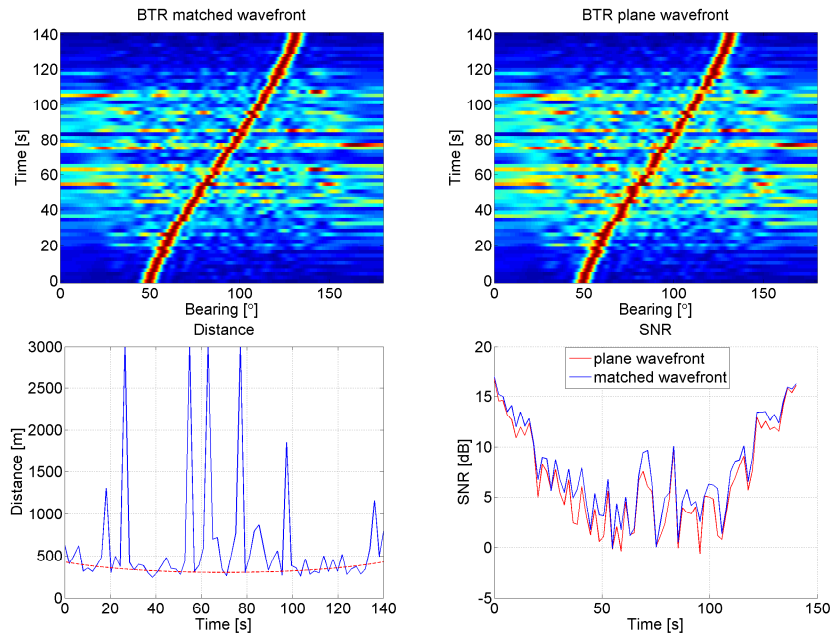 BTR matched wavefront
Time [s]
140
120
100
80
60
40
20
0
0 50 100 150
Bearing [°]
BTR plane wavefront
Time [s]
140
120
100
80
60
40
20
0
0 50 100 150
Bearing [°]
Distance
Distance [m]
3000
2500
2000
1500
1000
500
0
0 20 40 60 80 100 120 140
Time [s]
SNR
SNR [dB]
20
15
10
5
0
-5
plane wavefront
matched wavefront
0 50 100 150
Time [s]